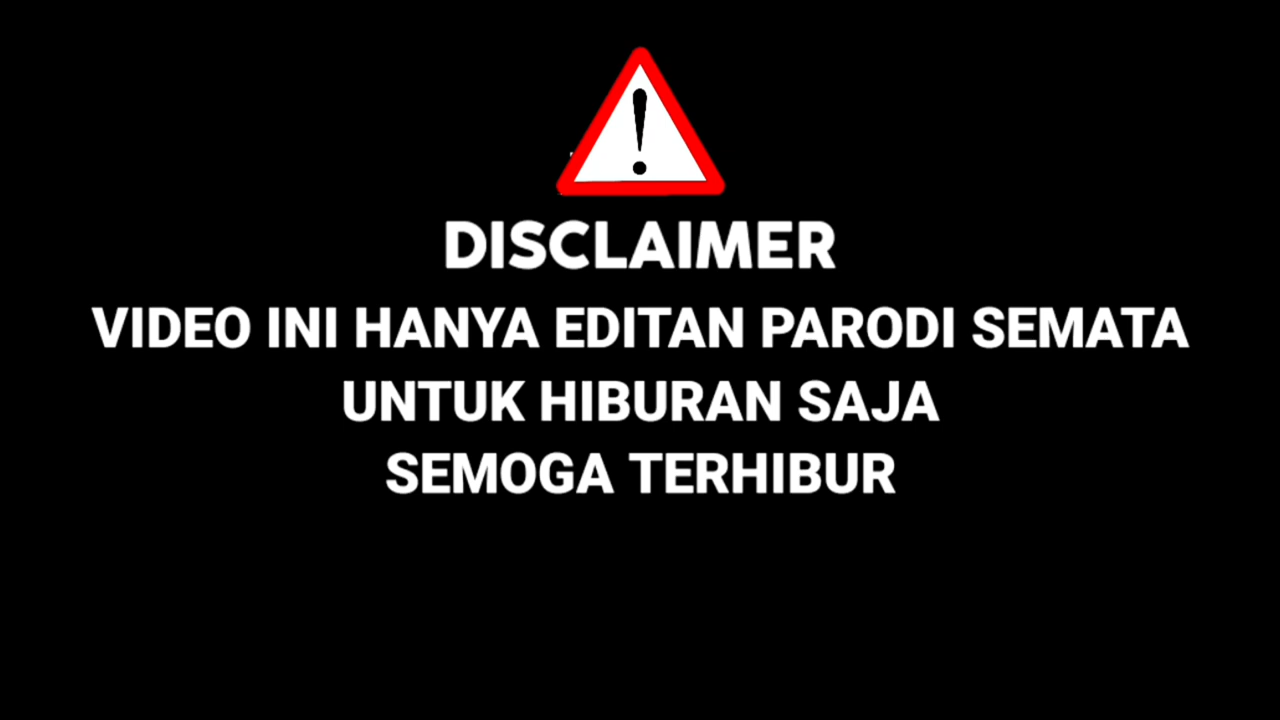 DISCLAIMER
VIDEO INI HANYA EDITAN PARODI SEMATA
UNTUK HIBURAN SAJA
SEMOGA TERHIBUR